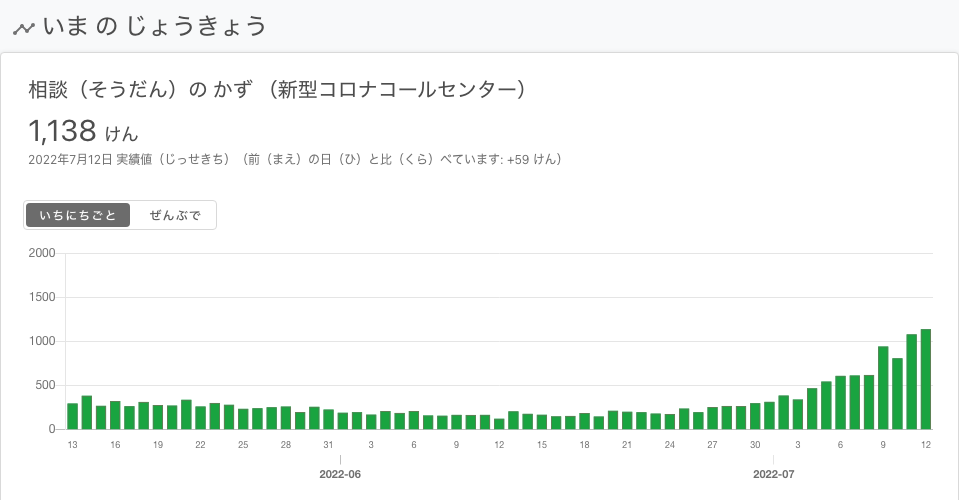 いま の じょうきょう
相談（そうだん）の かず （新型コロナコールセンター）
1,138 けん
2022年7月12日 実績値（じっせきち）（前（まえ）の日（ひ）と比（くら）べています: +59 けん）
いちにちごと ぜんぶで
2000
1500
1000
500
0
13 16 19 22 25 28 31 3 6 9 12 15 18 21 24 27 30 3 6 9 12
2022-06 2022-07